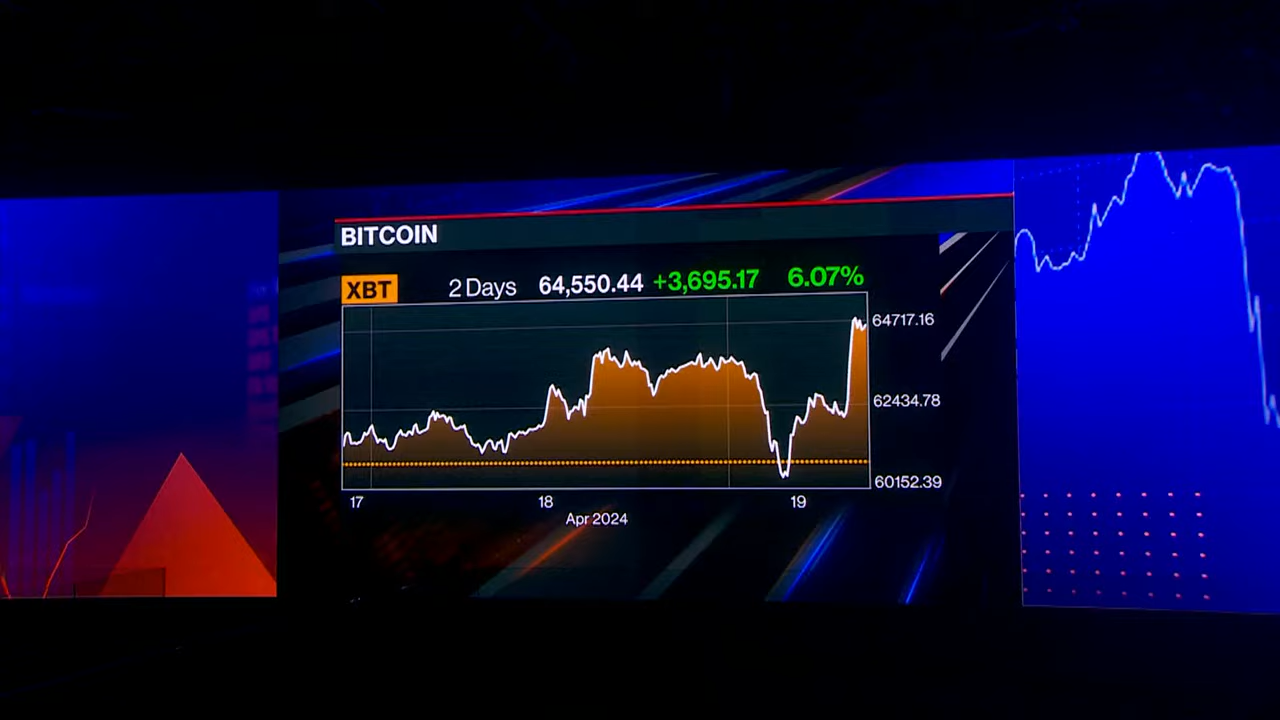 BITCOIN
XBT 2 Days 64,550.44 +3,695.17 6.07%
64717.16
62434.78
60152.39
17 18 19
Apr 2024